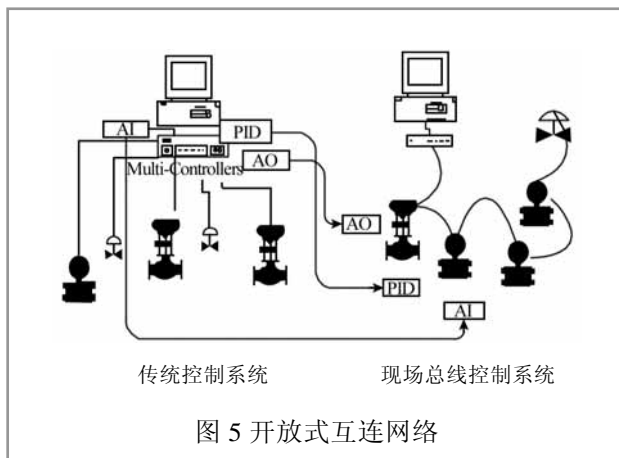 AI
PID
AO
Multi-Controllers
AO
PID
AI
传统控制系统
现场总线控制系统
图 5 开放式互连网络